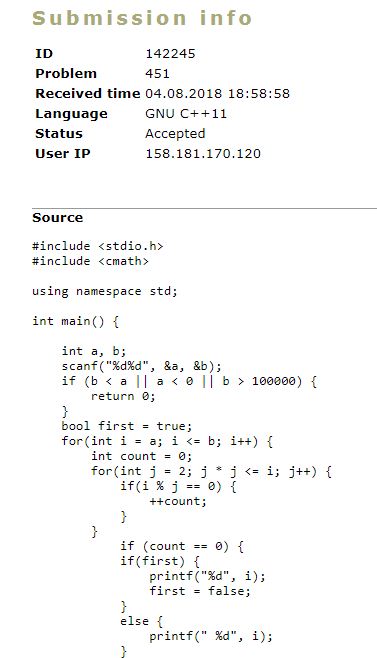 Submission info
ID 142245
Problem 451
Received time 04.08.2018 18:58:58
Language GNU C++11
Status Accepted
User IP 158.181.170.120
Source
#include <stdio.h>
#include <cmath>
using namespace std;
int main() {
int a, b;
scanf("%d%d", &a, &b);
if (b < a || a < 0 || b > 100000) {
return 0;
}
bool first = true;
for(int i = a; i <= b; i++) {
int count = 0;
for(int j = 2; j * j <= i; j++) {
if(i % j == 0) {
++count;
}
}
if (count == 0) {
if(first) {
printf("%d", i);
first = false;
}
else {
printf(" %d", i);
}